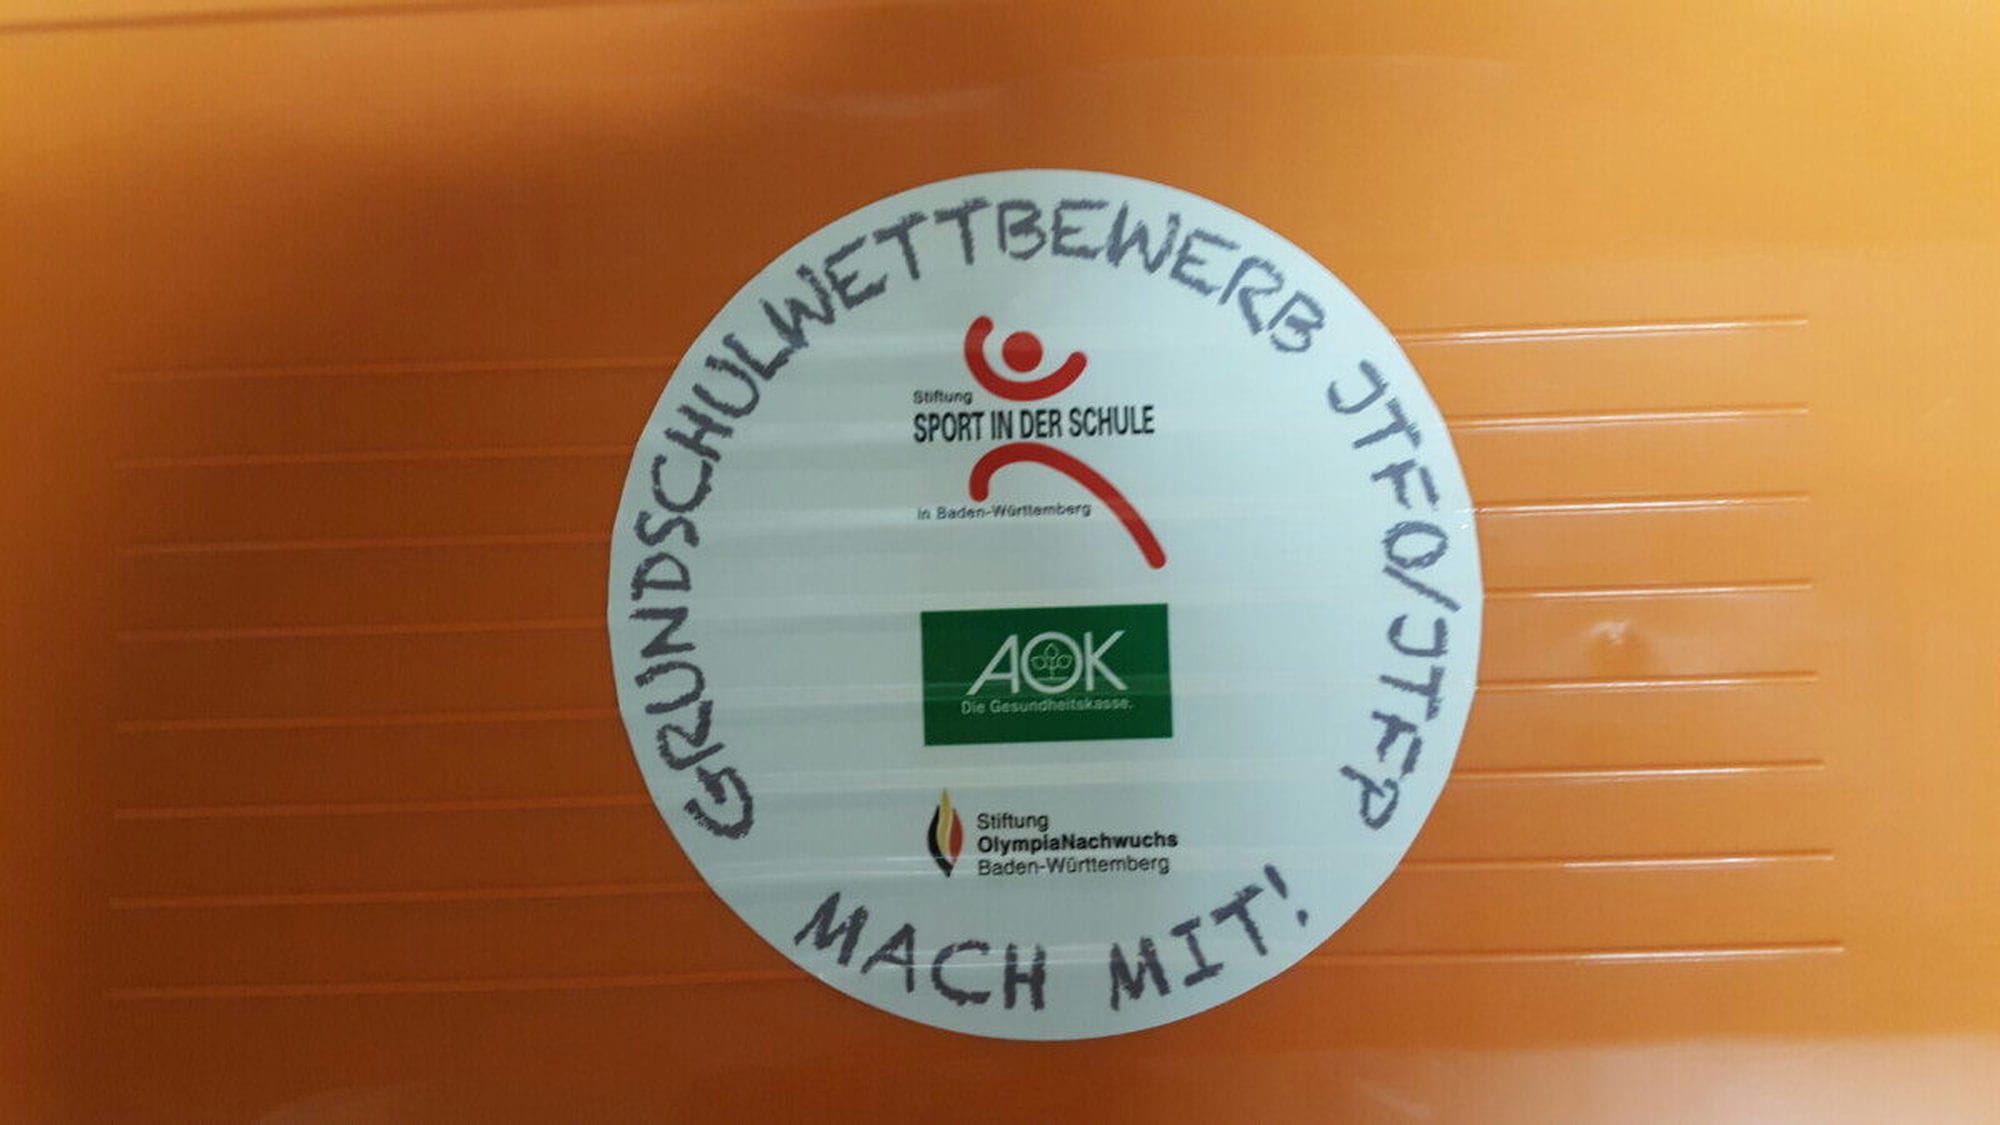 GRUNDSCHULWETTBEWERB JTFO/JTFP
Stiftung
SPORT IN DER SCHULE
in Baden-Württemberg
AOK
Die Gesundheitskasse.
Stiftung
OlympiaNachwuchs
Baden-Württemberg
MACH MIT!